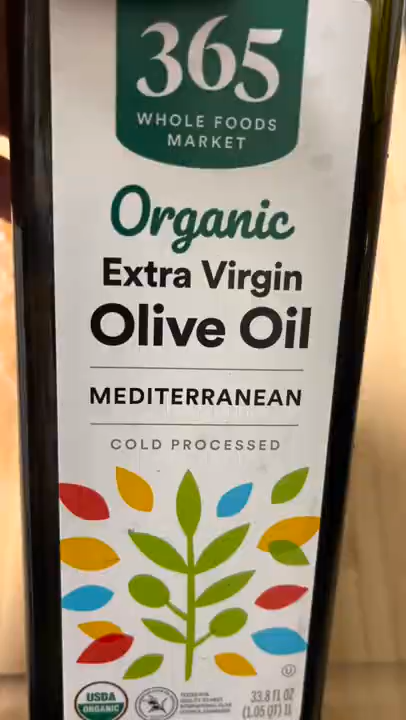 365
WHOLE FOODS
MARKET
Organic
Extra Virgin
Olive Oil
MEDITERRANEAN
COLD PROCESSED
USDA
ORGANIC
33.8 fl OZ
(1.05 QT) 1L